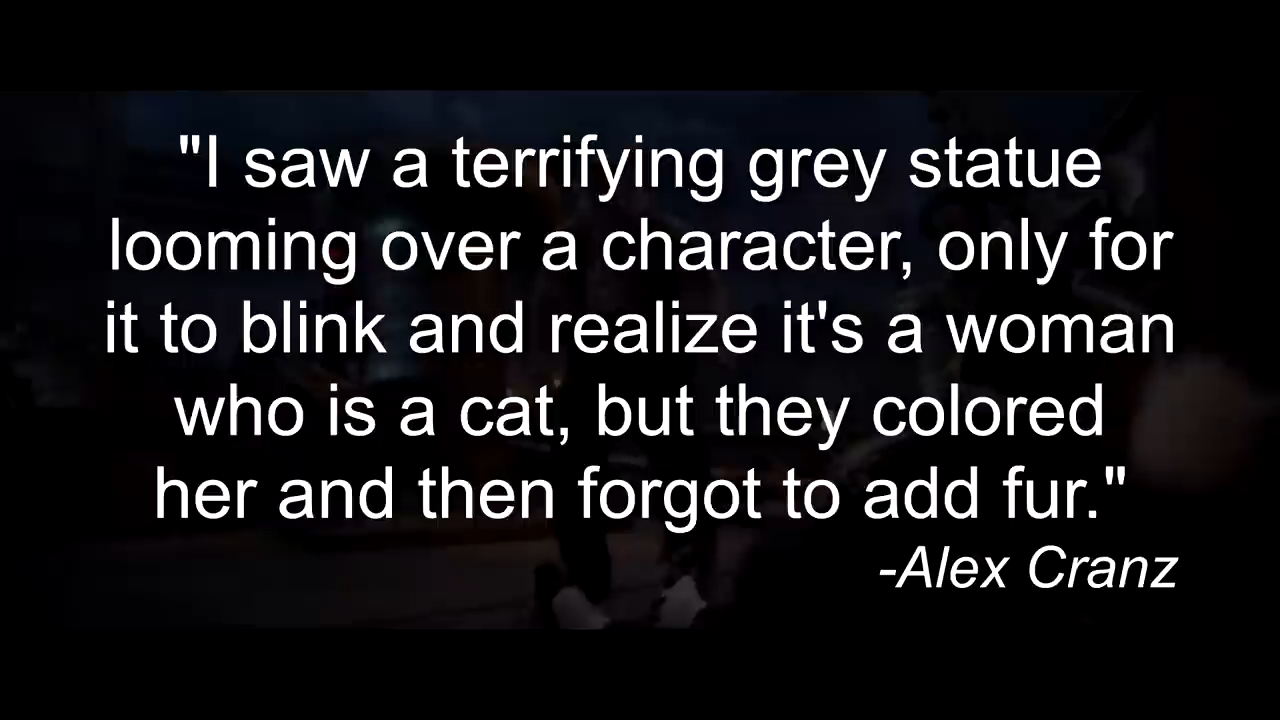 "I saw a terrifying grey statue
looming over a character, only for
it to blink and realize it's a woman
who is a cat, but they colored
her and then forgot to add fur."
-Alex Cranz